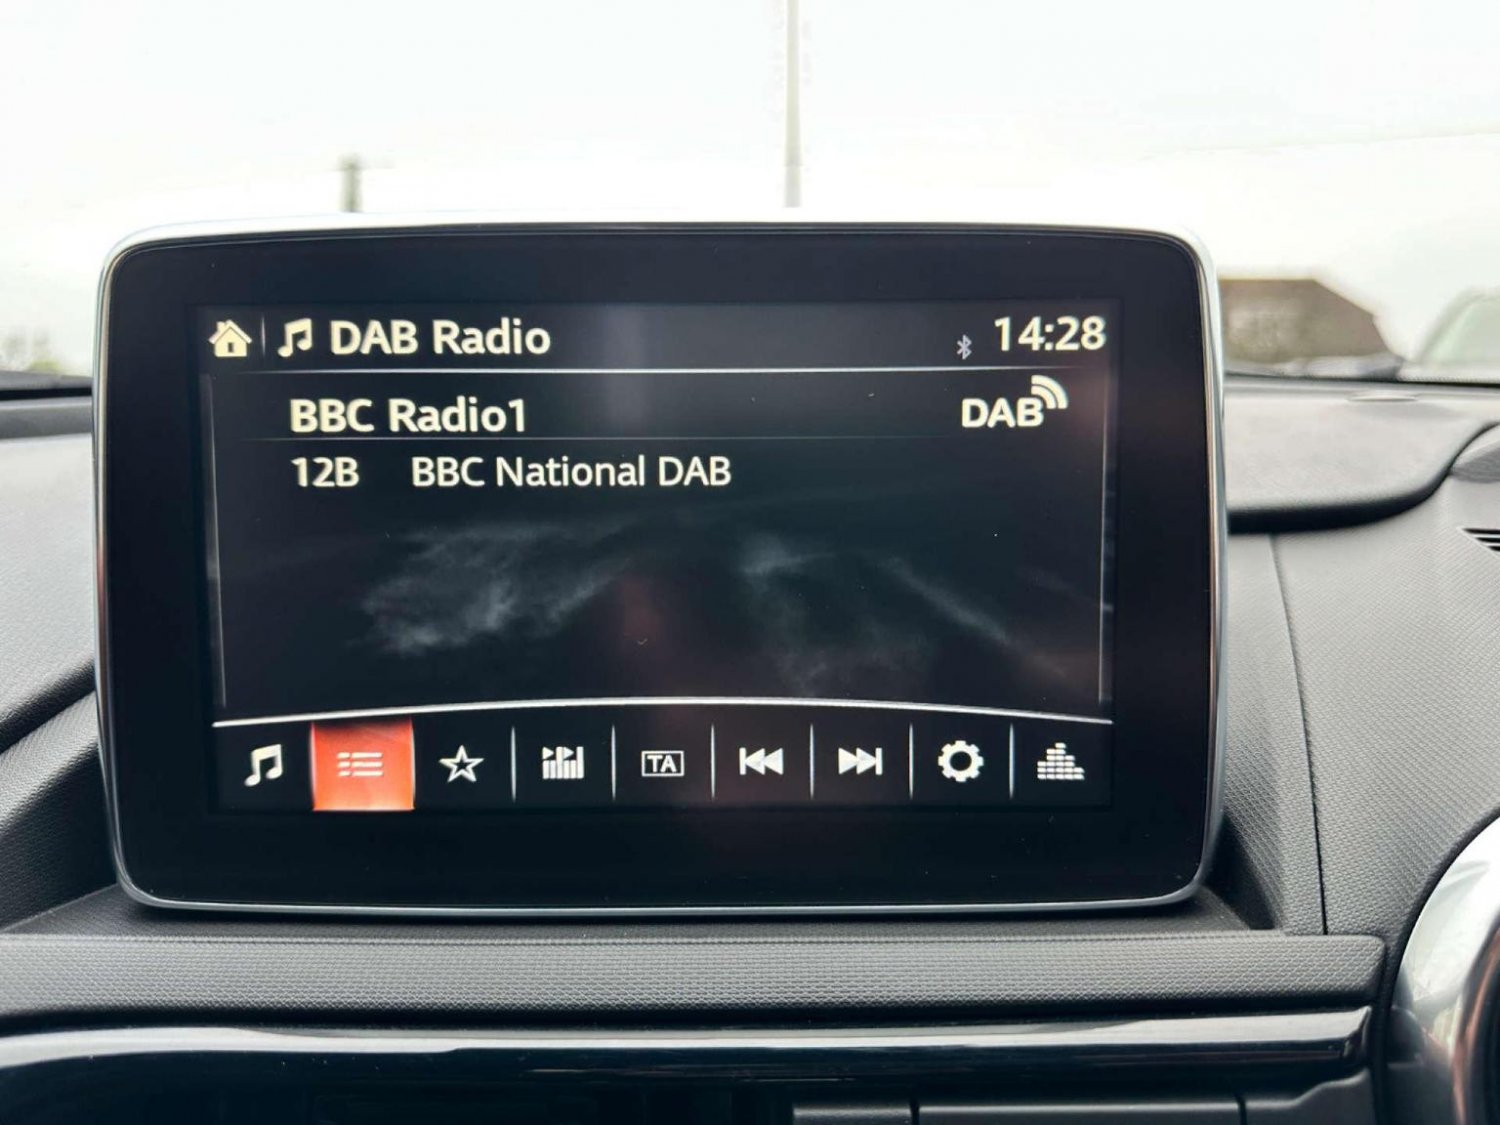 DAB Radio 14:28
BBC Radio1 DAB
12B BBC National DAB
TA